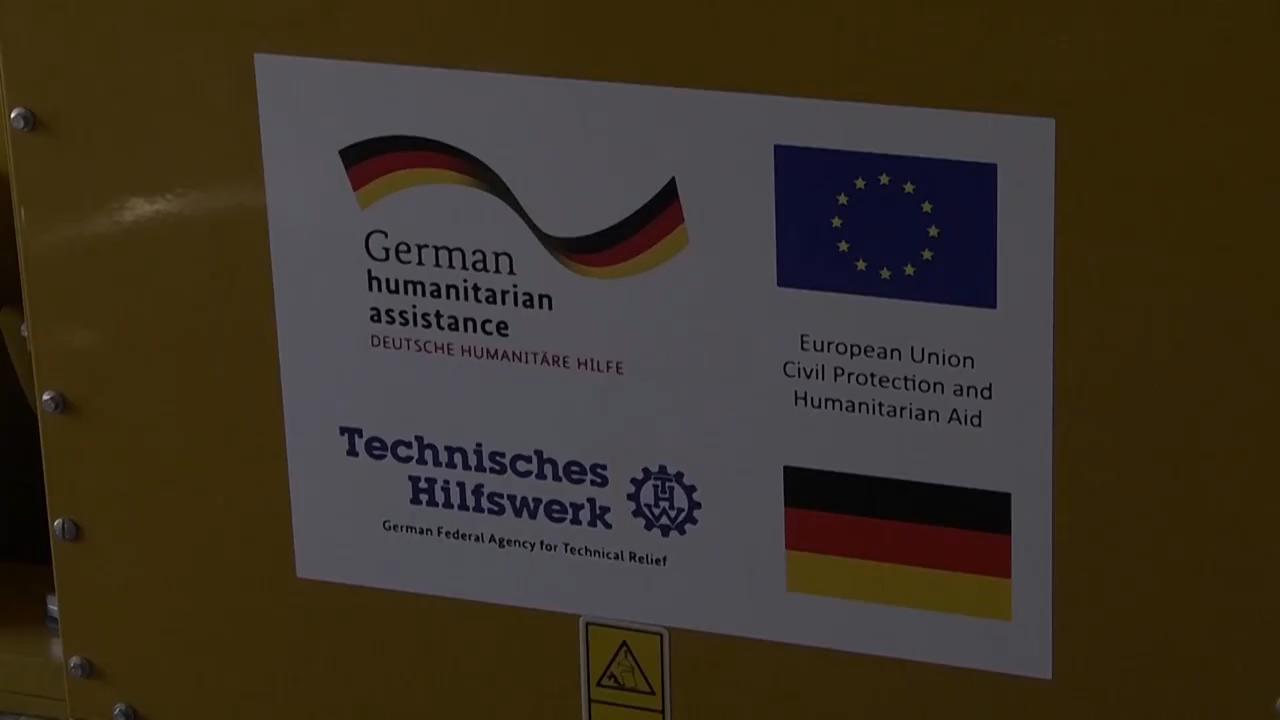 German
humanitarian
assistance
DEUTSCHE HUMANITÄRE HILFE
European Union
Civil Protection and
Humanitarian Aid
Technisches
Hilfswerk
THW
German Federal Agency for Technical Relief